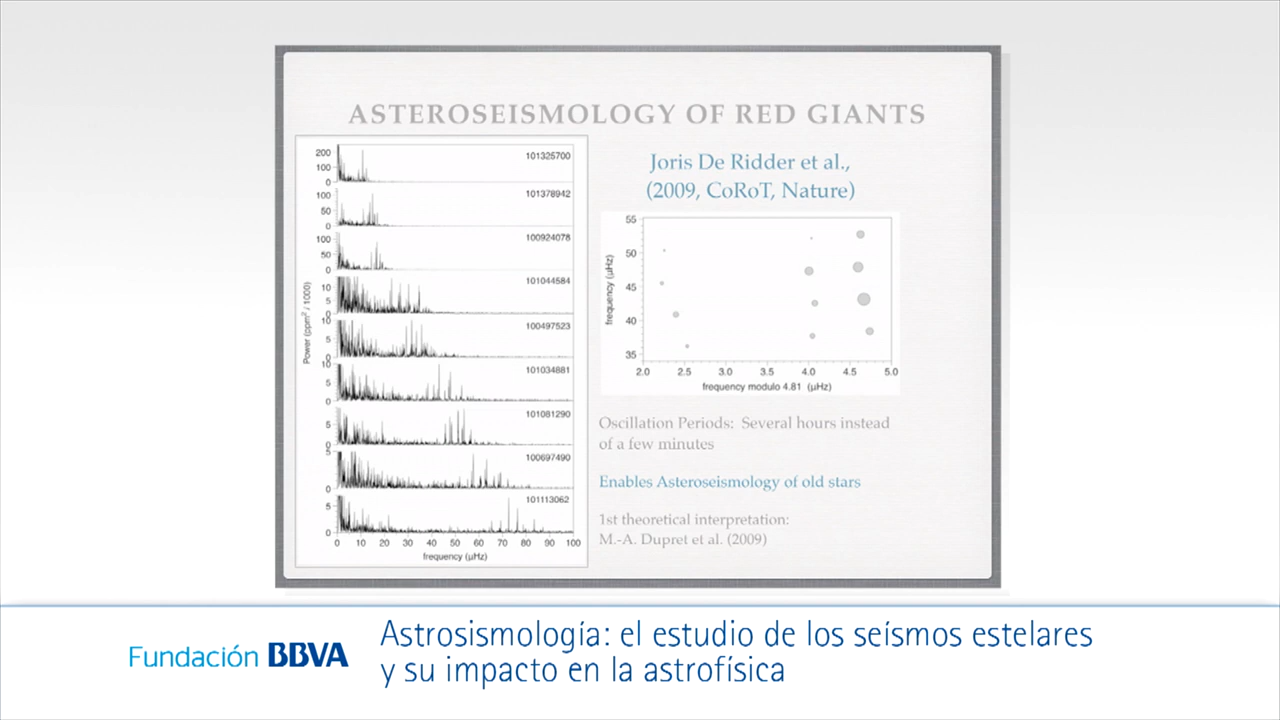 ASTEROSEISMOLOGY OF RED GIANTS
200
100
0
101325700
100
50
0
101378942
100
50
0
100924078
10
5
0
101044584
10
5
0
100497523
10
5
0
101034881
5
0
101081290
5
0
100697490
5
0
101113062
Power (ppm² / 1000)
0 10 20 30 40 50 60 70 80 90 100
frequency (µHz)
Joris De Ridder et al.,
(2009, CoRoT, Nature)
55
50
45
40
35
frequency (µHz)
2.0 2.5 3.0 3.5 4.0 4.5 5.0
frequency modulo 4.81 (µHz)
Oscillation Periods: Several hours instead
of a few minutes
Enables Asteroseismology of old stars
1st theoretical interpretation:
M.-A. Dupret et al. (2009)
Fundación BBVA
Astrosismología: el estudio de los seísmos estelares
y su impacto en la astrofísica